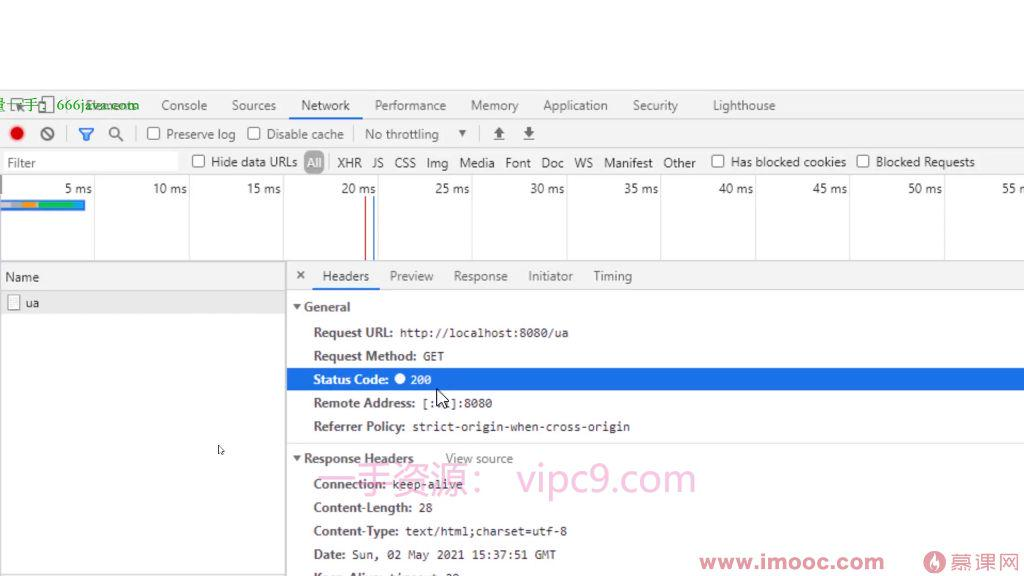 666java.com
Console Sources Network Performance Memory Application Security Lighthouse
Preserve log Disable cache No throttling
Filter Hide data URLs All XHR JS CSS Img Media Font Doc WS Manifest Other Has blocked cookies Blocked Requests
5 ms 10 ms 15 ms 20 ms 25 ms 30 ms 35 ms 40 ms 45 ms 50 ms 55 m
Name
× Headers Preview Response Initiator Timing
ua
General
Request URL: http://localhost:8080/ua
Request Method: GET
Status Code: 200
Remote Address: :8080
Referrer Policy: strict-origin-when-cross-origin
Response Headers View source
一手资源： vipc9.com
Connection: keep-alive
Content-Length: 28
Content-Type: text/html;charset=utf-8
Date: Sun, 02 May 2021 15:37:51 GMT
www.imooc.com 慕课网